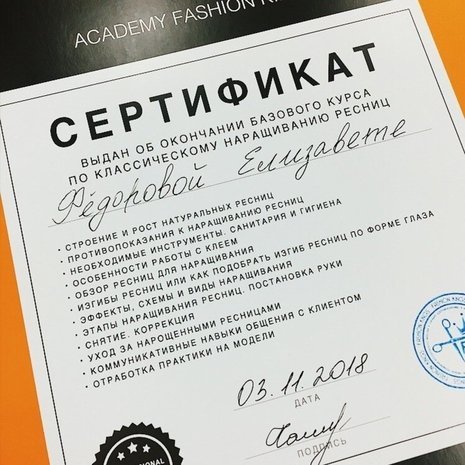 ACADEMY FASHION
СЕРТИФИКАТ
ВЫДАН ОБ ОКОНЧАНИИ БАЗОВОГО КУРСА
ПО КЛАССИЧЕСКОМУ НАРАЩИВАНИЮ РЕСНИЦ
Фёдоровой Елизавете
• СТРОЕНИЕ И РОСТ НАТУРАЛЬНЫХ РЕСНИЦ
• ПРОТИВОПОКАЗАНИЯ К НАРАЩИВАНИЮ РЕСНИЦ
• НЕОБХОДИМЫЕ ИНСТРУМЕНТЫ. САНИТАРИЯ И ГИГИЕНА
• ОСОБЕННОСТИ РАБОТЫ С КЛЕЕМ
• ОБЗОР РЕСНИЦ ДЛЯ НАРАЩИВАНИЯ
• ИЗГИБЫ РЕСНИЦ ИЛИ КАК ПОДОБРАТЬ ИЗГИБ РЕСНИЦ ПО ФОРМЕ ГЛАЗА
• ЭФФЕКТЫ, СХЕМЫ И ВИДЫ НАРАЩИВАНИЯ
• ЭТАПЫ НАРАЩИВАНИЯ РЕСНИЦ. ПОСТАНОВКА РУКИ
• СНЯТИЕ. КОРРЕКЦИЯ
• УХОД ЗА НАРОЩЕННЫМИ РЕСНИЦАМИ
• КОММУНИКАТИВНЫЕ НАВЫКИ ОБЩЕНИЯ С КЛИЕНТОМ
• ОТРАБОТКА ПРАКТИКИ НА МОДЕЛИ
03.11.2018
ДАТА
ПОДПИСЬ